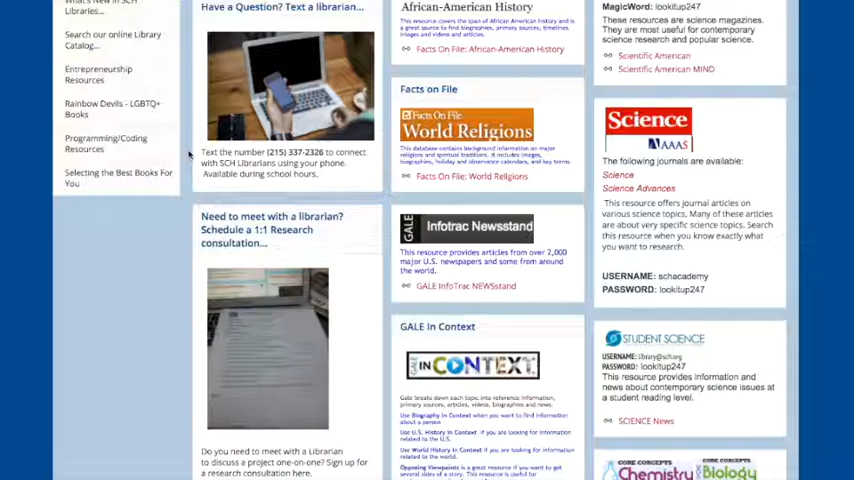 What's New in SCH
Libraries...
Search our online Library
Catalog...
Entrepreneurship
Resources
Rainbow Devils - LGBTQ+
Books
Programming/Coding
Resources
Selecting the Best Books For
You
Have a Question? Text a librarian...
Text the number (215) 337-2326 to connect
with SCH Librarians using your phone.
Available during school hours.
Need to meet with a librarian?
Schedule a 1:1 Research
consultation...
Do you need to meet with a Librarian
to discuss a project one-on-one? Sign up for
a research consultation here.
African-American History
This resource covers the span of African American history and is
a great source to find biographies, primary sources, timelines,
images, videos and articles.
Facts On File: African-American History
Facts on File
Facts On File
World Religions
This database contains background information on major
religions and spiritual traditions. It includes images,
biographies, holiday and observance calendars, and key terms.
Facts On File: World Religions
GALE Infotrac Newsstand
This resource provides articles from over 2,000
major U.S. newspapers and some from around
the world.
GALE InfoTrac NEWSstand
GALE In Context
GALE IN CONTEXT
Gale breaks down each topic into reference information,
primary sources, articles, videos, biographies and news.
Use Biography in Context when you want to find information
about a person
Use U.S. History in Context if you are looking for information
related to the U.S.
Use World History in Context if you are looking for information
related to the world.
Opposing Viewpoints is a great resource if you want to get
several sides of a story. This resource is useful for
MagicWord: lookitup247
These resources are science magazines.
They are most useful for contemporary
science research and popular science.
Scientific American
Scientific American MIND
Science
AAAS
The following journals are available:
Science
Science Advances
This resource offers journal articles on
various science topics. Many of these articles
are about very specific science topics. Search
this resource when you know exactly what
you want to research.
USERNAME: schacademy
PASSWORD: lookitup247
STUDENT SCIENCE
USERNAME: library@sch.org
PASSWORD: lookitup247
This resource provides information and
news about contemporary science issues at
a student reading level.
SCIENCE News
CORE CONCEPTS
Chemistry
CORE CONCEPTS
Biology